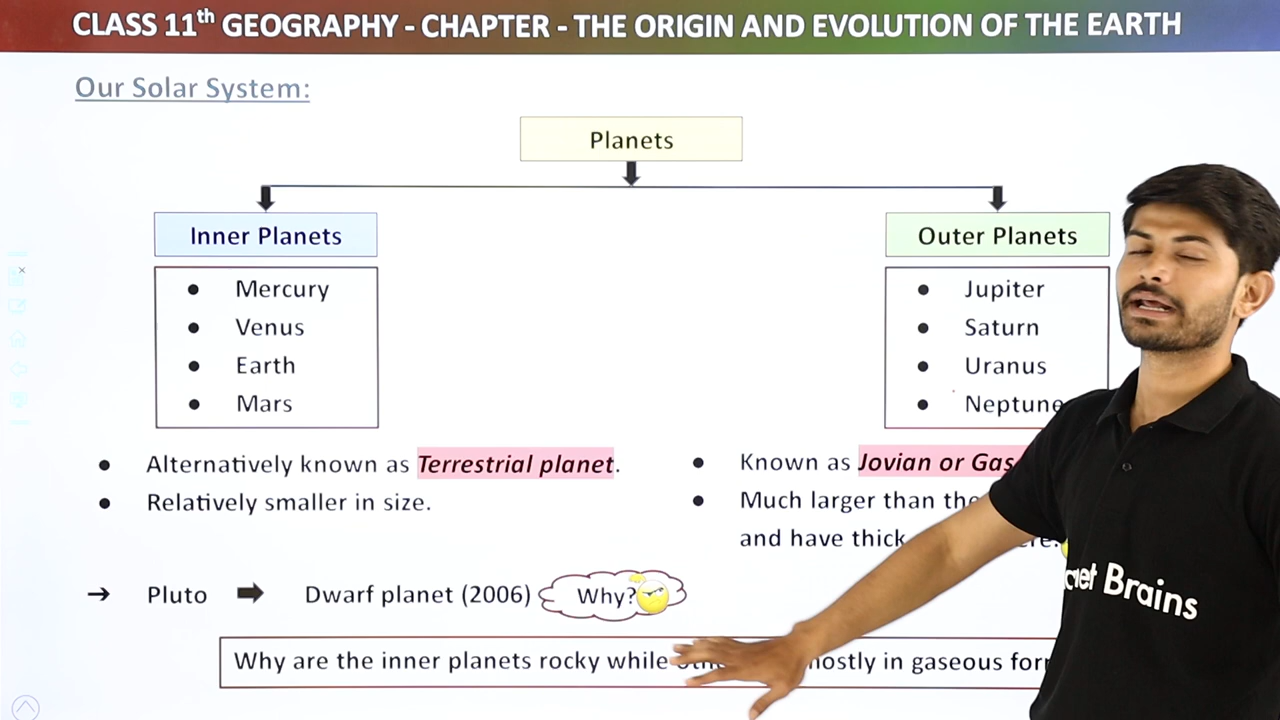 CLASS 11th GEOGRAPHY - CHAPTER - THE ORIGIN AND EVOLUTION OF THE EARTH
Our Solar System:
Planets
Inner Planets
Outer Planets
● Mercury
● Venus
● Earth
● Mars
● Jupiter
● Saturn
● Uranus
● Neptune
● Alternatively known as Terrestrial planet.
● Relatively smaller in size.
● Known as Jovian or Gas
● Much larger than the
and have thick
→ Pluto ➡ Dwarf planet (2006) Why?
Why are the inner planets rocky while mostly in gaseous
Brains